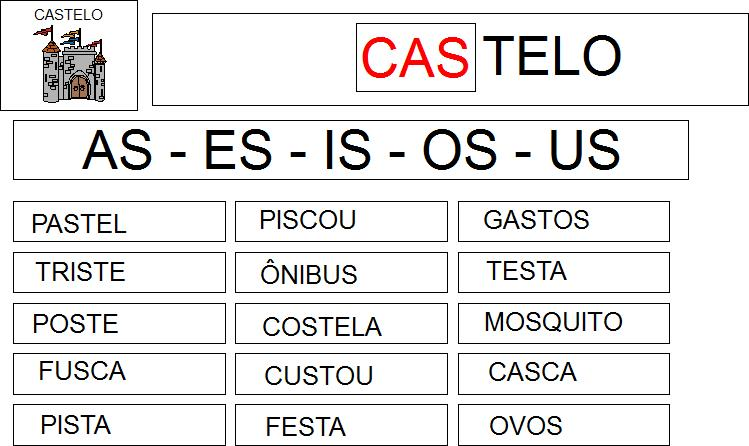 CASTELO
CASTELO
AS - ES - IS - OS - US
PASTEL PISCOU GASTOS
TRISTE ÔNIBUS TESTA
POSTE COSTELA MOSQUITO
FUSCA CUSTOU CASCA
PISTA FESTA OVOS